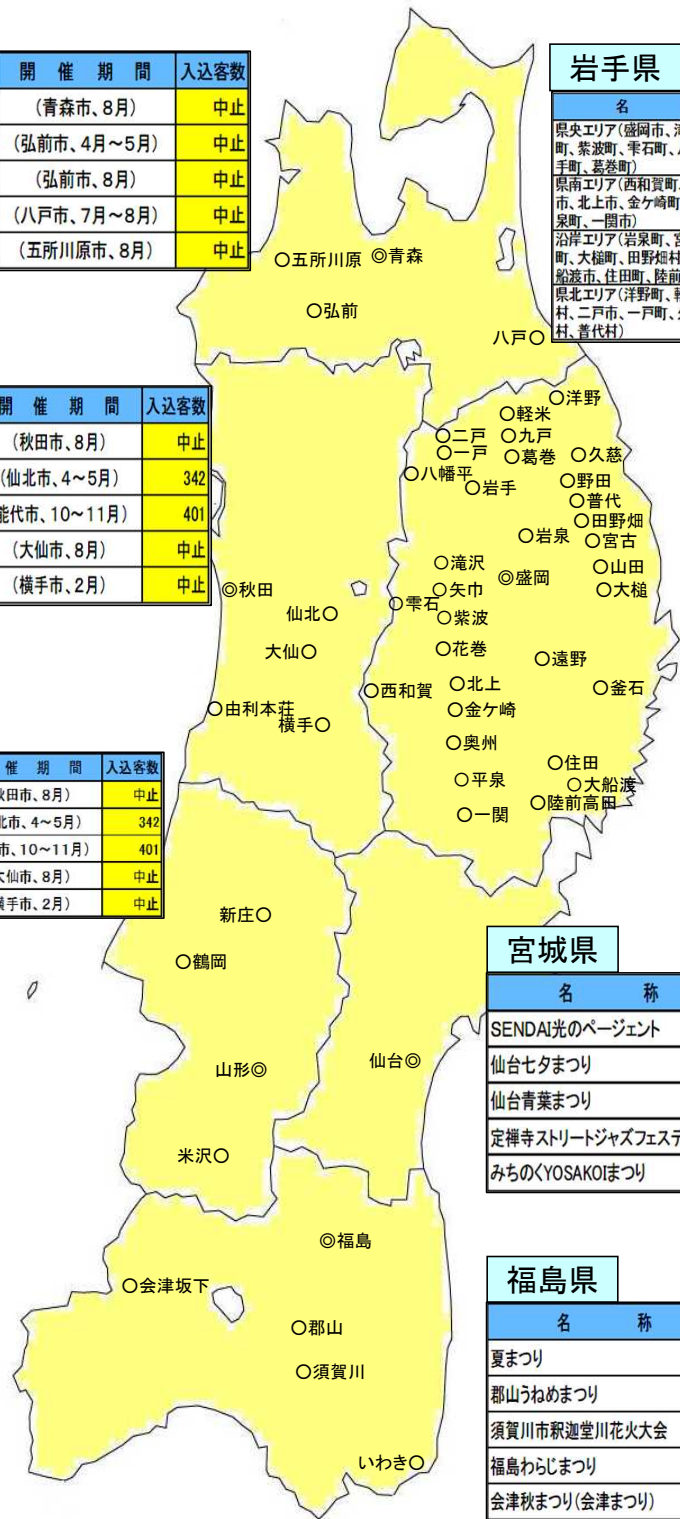 開催期間 入込客数
(青森市、8月) 中止
(弘前市、4月～5月) 中止
(弘前市、8月) 中止
(八戸市、7月～8月) 中止
(五所川原市、8月) 中止
岩手県
名
県央エリア(盛岡市、
町、紫波町、雫石町、
手町、葛巻町)
県南エリア(西和賀町、
市、北上市、金ケ崎町
泉町、一関市)
沿岸エリア(岩泉町、
町、大槌町、田野畑村
船渡市、住田町、陸前
県北エリア(洋野町、
村、二戸市、一戸町、
村、普代村)
○五所川原 ◎青森
○弘前
八戸○
開催期間 入込客数
(秋田市、8月) 中止
(仙北市、4～5月) 342
能代市、10～11月) 401
(大仙市、8月) 中止
(横手市、2月) 中止
○洋野
○軽米
○二戸 ○九戸
○一戸 ○葛巻 ○久慈
○八幡平 ○岩手 ○野田
○普代
○田野畑
○岩泉 ○宮古
○滝沢 ◎盛岡 ○山田
◎秋田 ○矢巾 ○大槌
仙北○ ○雫石 ○紫波
大仙○ ○花巻 ○遠野
○西和賀 ○北上 ○釜石
○由利本荘 ○金ケ崎
横手○
○奥州
○住田
○平泉 ○大船渡
○陸前高田
○一関
催期間 入込客数
秋田市、8月) 中止
北市、4～5月) 342
市、10～11月) 401
大仙市、8月) 中止
横手市、2月) 中止
新庄○
○鶴岡
山形◎ 仙台◎
米沢○
宮城県
名称
SENDAI光のページェント
仙台七夕まつり
仙台青葉まつり
定禅寺ストリートジャズフェステ
みちのくYOSAKOIまつり
◎福島
○会津坂下
○郡山
○須賀川
いわき○
福島県
名称
夏まつり
郡山うねめまつり
須賀川市釈迦堂川花火大会
福島わらじまつり
会津秋まつり(会津まつり)